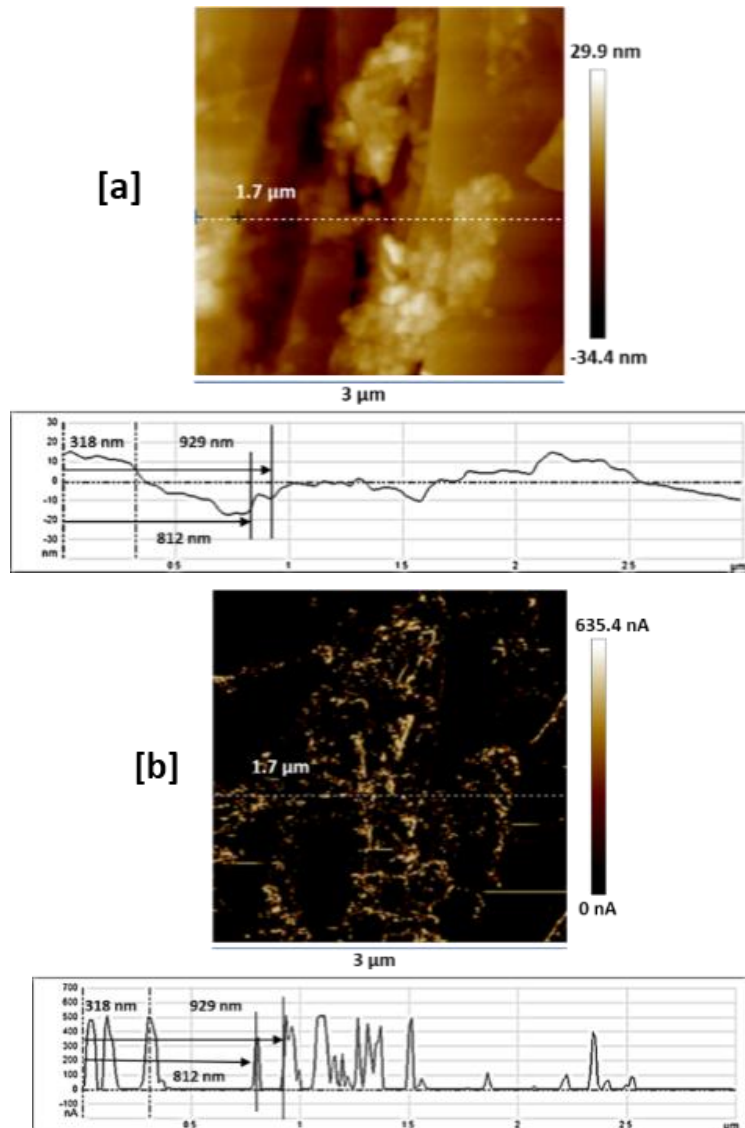 29.9 nm
[a]
1.7 µm
-34.4 nm
3 µm
30
20
10
0
-10
-20
-30
nm
318 nm
929 nm
812 nm
0.5
1
1.5
2
2.5
µm
635.4 nA
[b]
1.7 µm
0 nA
3 µm
700
600
500
400
300
200
100
0
-100
nA
318 nm
929 nm
812 nm
0.5
1
1.5
2
2.5
µm